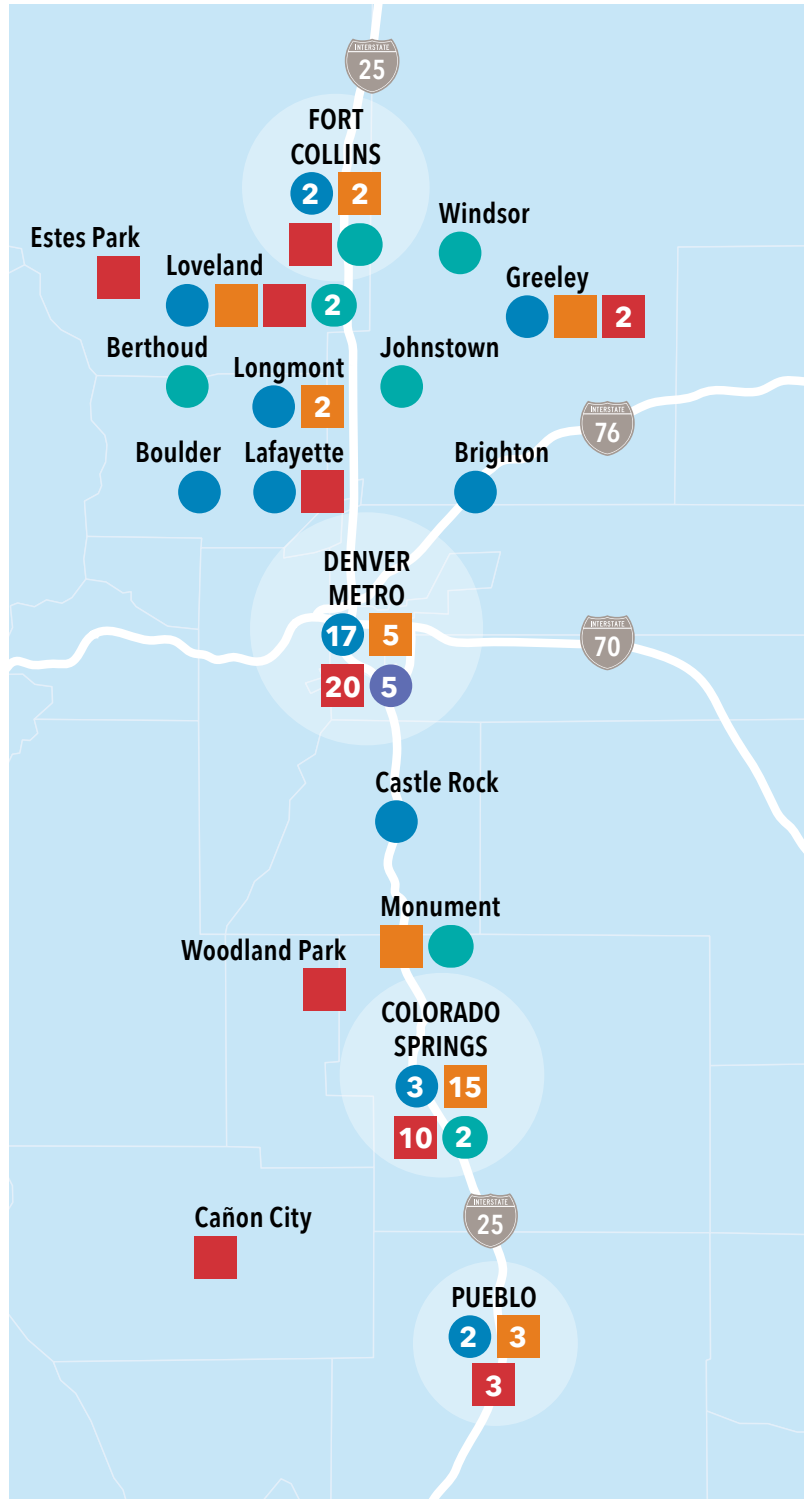 INTERSTATE
25
FORT
COLLINS
2 2
Windsor
Estes Park
Loveland
2
Greeley
2
Berthoud
Johnstown
Longmont
2
INTERSTATE
76
Boulder
Lafayette
Brighton
DENVER
METRO
17 5
20 5
INTERSTATE
70
Castle Rock
Monument
Woodland Park
COLORADO
SPRINGS
3 15
10 2
INTERSTATE
25
Cañon City
PUEBLO
2 3
3